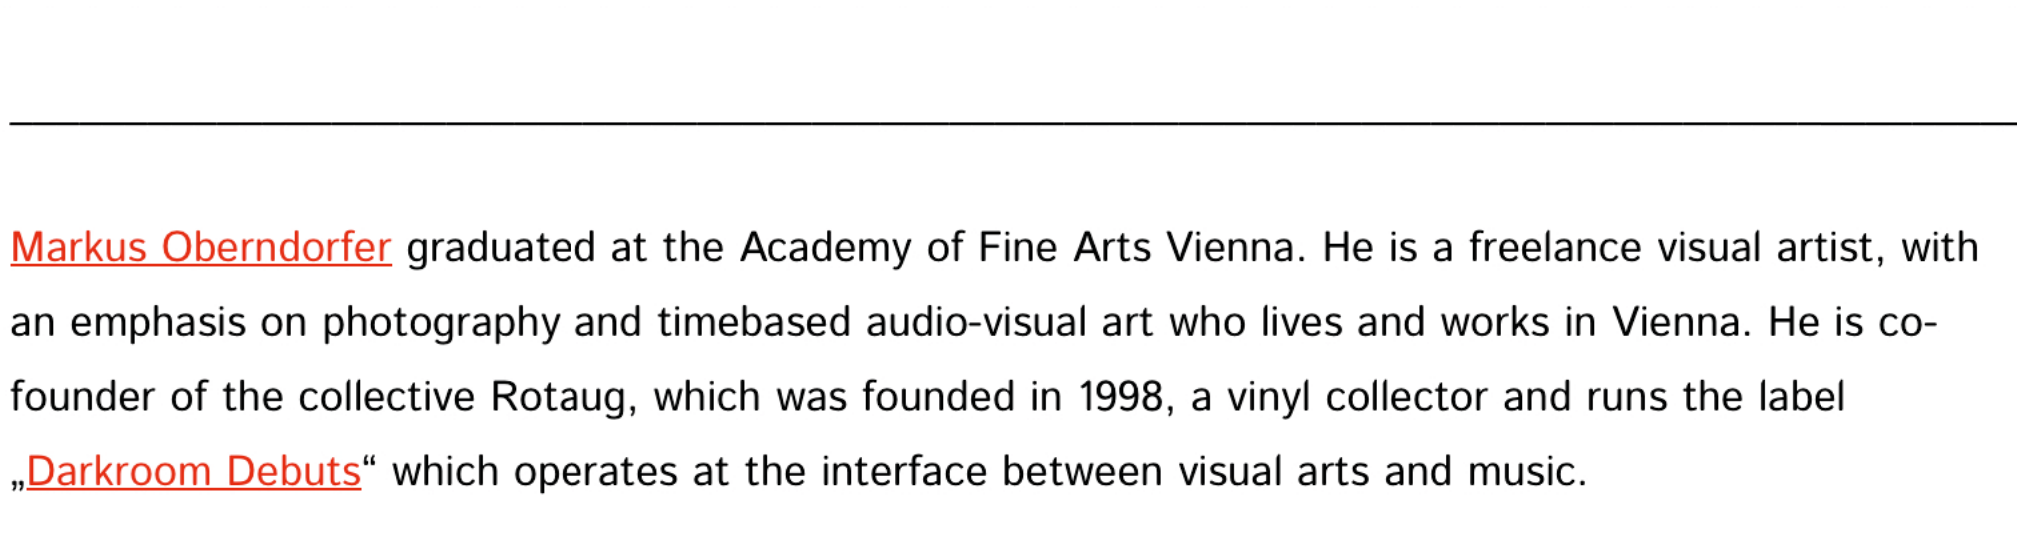 Markus Oberndorfer graduated at the Academy of Fine Arts Vienna. He is a freelance visual artist, with
an emphasis on photography and timebased audio-visual art who lives and works in Vienna. He is co-
founder of the collective Rotaug, which was founded in 1998, a vinyl collector and runs the label
„Darkroom Debuts“ which operates at the interface between visual arts and music.